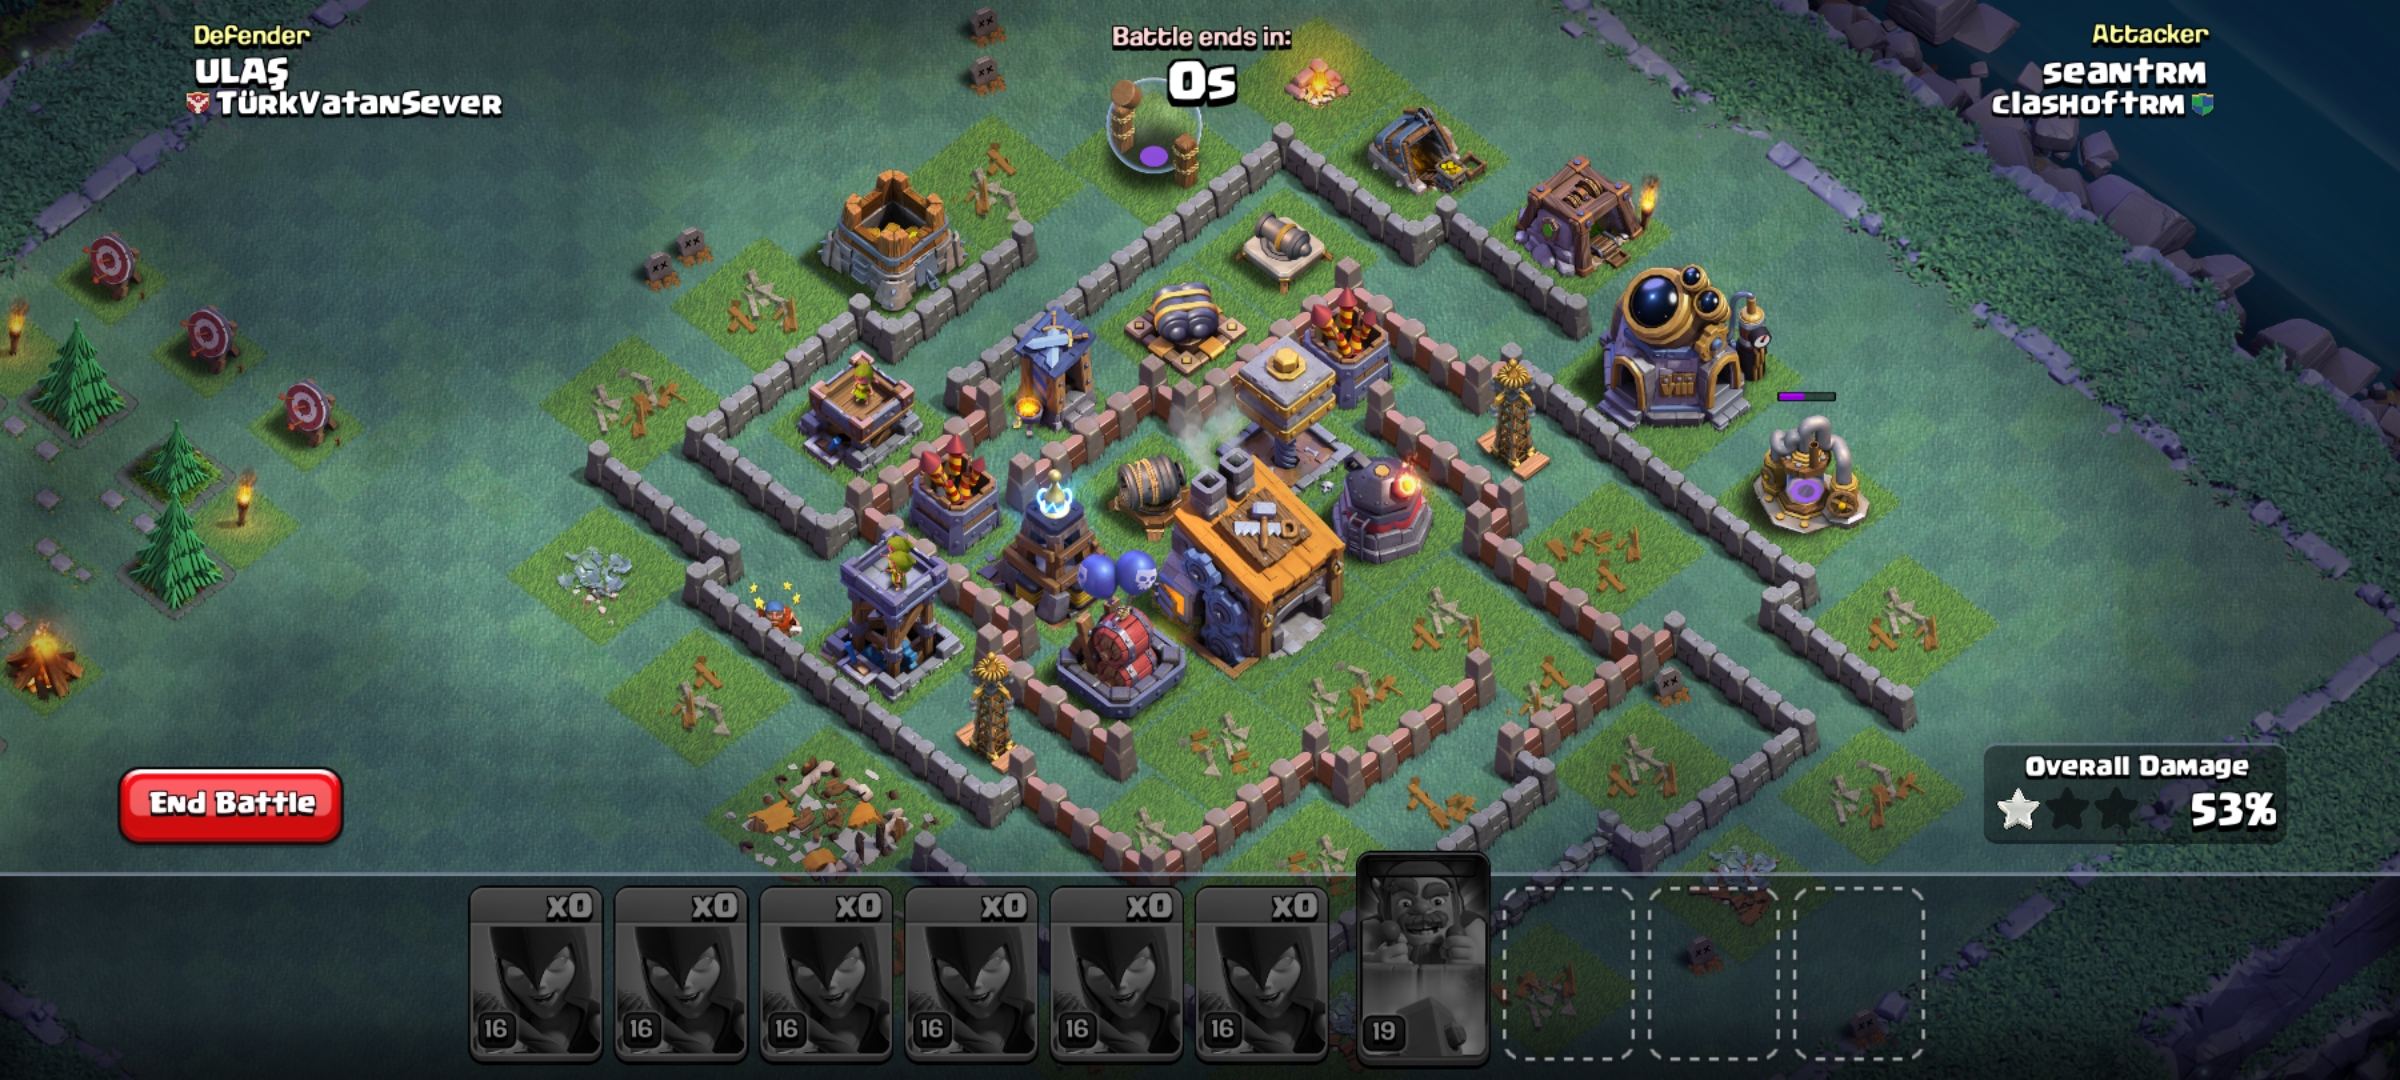 Defender
ULAŞ
TürkVatanSever
Battle ends in:
0s
Attacker
seantRM
clashoftRM
VIII
End Battle
Overall Damage
53%
x0
x0
x0
x0
x0
x0
16
16
16
16
16
16
19